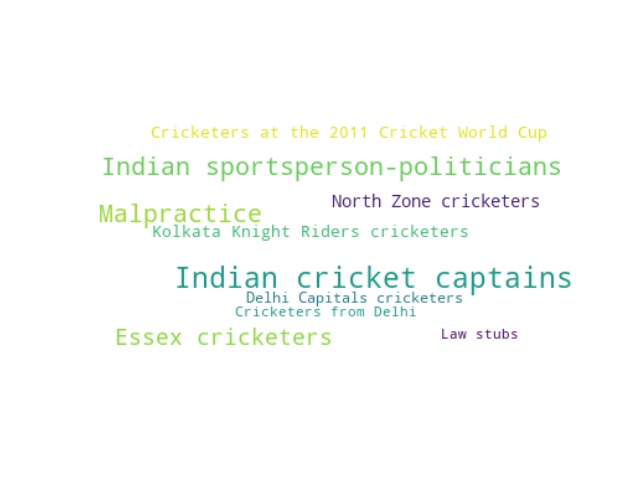 Cricketers at the 2011 Cricket World Cup
Indian sportsperson-politicians
North Zone cricketers
Malpractice
Kolkata Knight Riders cricketers
Indian cricket captains
Delhi Capitals cricketers
Cricketers from Delhi
Essex cricketers
Law stubs